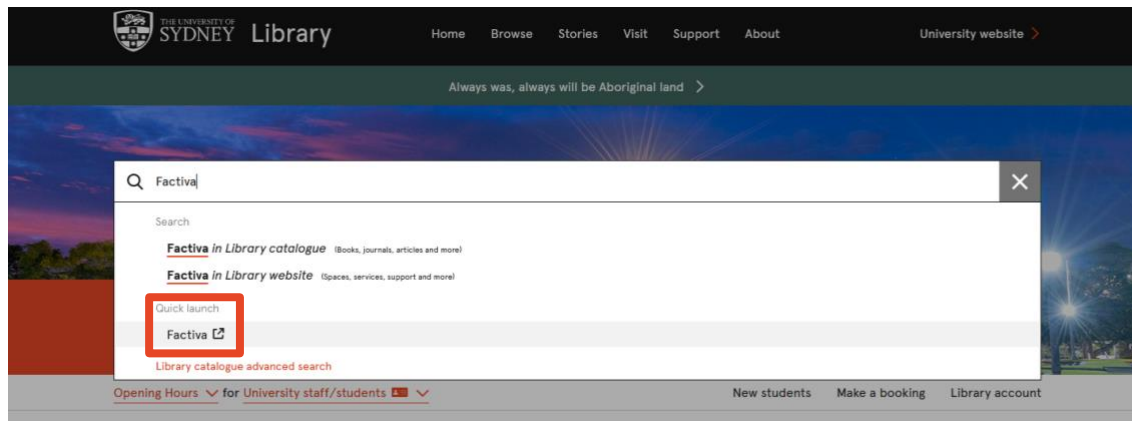 THE UNIVERSITY OF
SYDNEY Library Home Browse Stories Visit Support About University website >
Always was, always will be Aboriginal land >
Factiva
Search
Factiva in Library catalogue (Books, journals, articles and more)
Factiva in Library website (Spaces, services, support and more)
Quick launch
Factiva
Library catalogue advanced search
Opening Hours for University staff/students New students Make a booking Library account